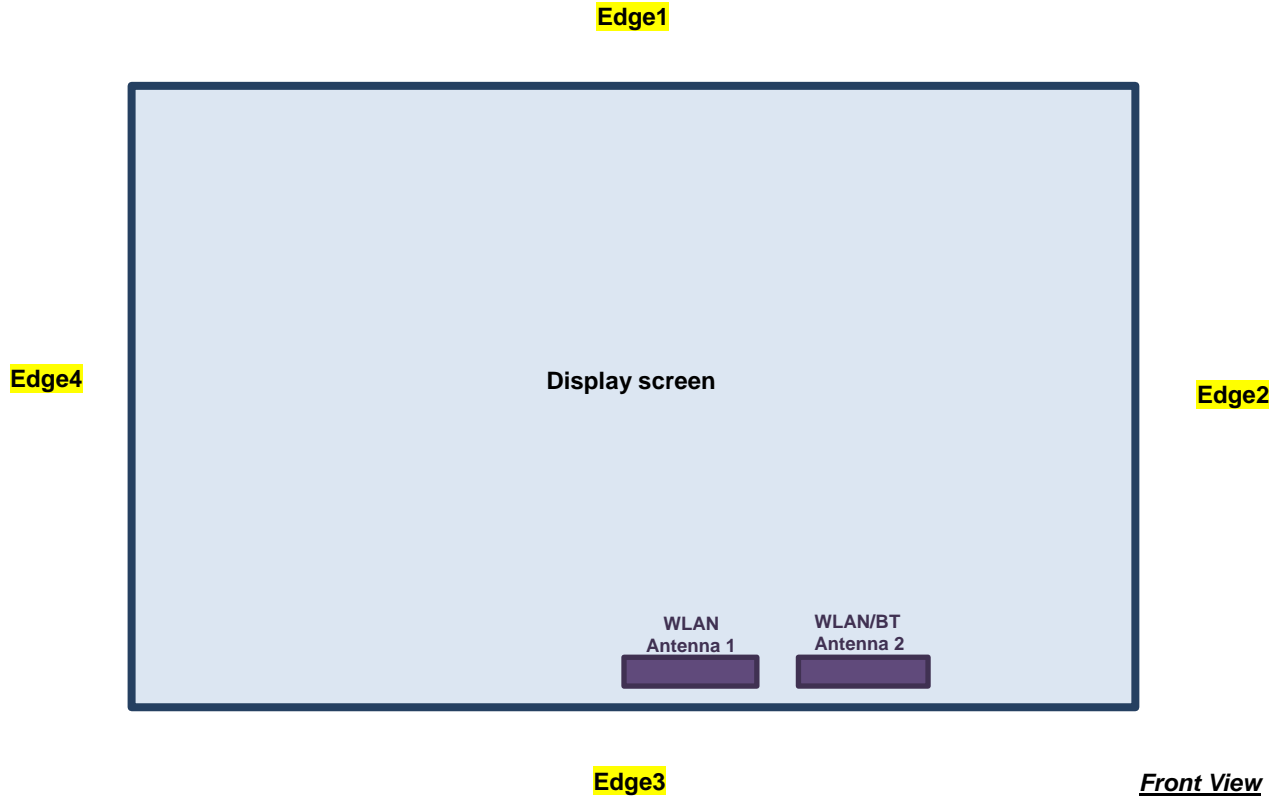 Edge1
Edge4
Display screen
Edge2
WLAN
Antenna 1
WLAN/BT
Antenna 2
Edge3
Front View